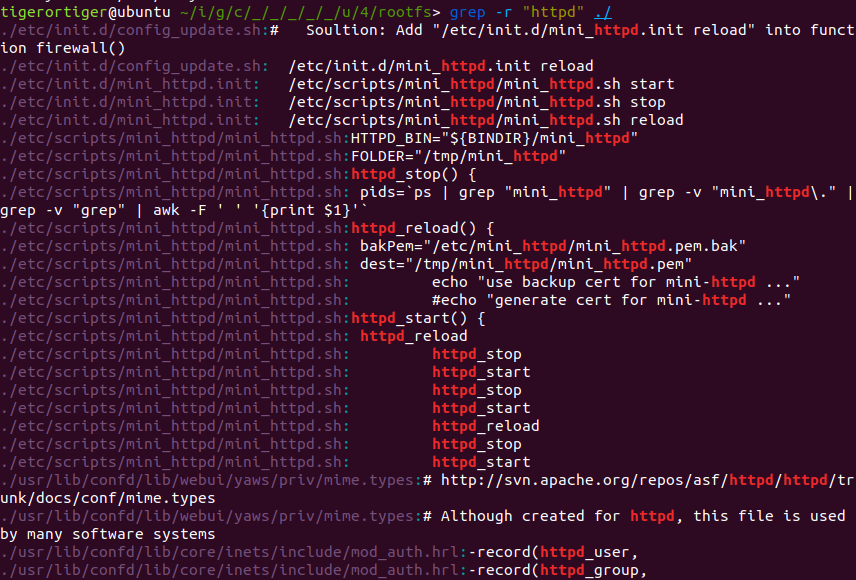 tigerortiger@ubuntu ~/i/g/c/_/_/_/_/_/u/4/rootfs> grep -r "httpd" ./
./etc/init.d/config_update.sh:#   Soultion: Add "/etc/init.d/mini_httpd.init reload" into funct
ion firewall()
./etc/init.d/config_update.sh:  /etc/init.d/mini_httpd.init reload
./etc/init.d/mini_httpd.init:   /etc/scripts/mini_httpd/mini_httpd.sh start
./etc/init.d/mini_httpd.init:   /etc/scripts/mini_httpd/mini_httpd.sh stop
./etc/init.d/mini_httpd.init:   /etc/scripts/mini_httpd/mini_httpd.sh reload
./etc/scripts/mini_httpd/mini_httpd.sh:HTTPD_BIN="${BINDIR}/mini_httpd"
./etc/scripts/mini_httpd/mini_httpd.sh:FOLDER="/tmp/mini_httpd"
./etc/scripts/mini_httpd/mini_httpd.sh:httpd_stop() {
./etc/scripts/mini_httpd/mini_httpd.sh: pids=`ps | grep "mini_httpd" | grep -v "mini_httpd\." |
grep -v "grep" | awk -F ' ' '{print $1}'`
./etc/scripts/mini_httpd/mini_httpd.sh:httpd_reload() {
./etc/scripts/mini_httpd/mini_httpd.sh: bakPem="/etc/mini_httpd/mini_httpd.pem.bak"
./etc/scripts/mini_httpd/mini_httpd.sh: dest="/tmp/mini_httpd/mini_httpd.pem"
./etc/scripts/mini_httpd/mini_httpd.sh:         echo "use backup cert for mini-httpd ..."
./etc/scripts/mini_httpd/mini_httpd.sh:         #echo "generate cert for mini-httpd ..."
./etc/scripts/mini_httpd/mini_httpd.sh:httpd_start() {
./etc/scripts/mini_httpd/mini_httpd.sh: httpd_reload
./etc/scripts/mini_httpd/mini_httpd.sh:         httpd_stop
./etc/scripts/mini_httpd/mini_httpd.sh:         httpd_start
./etc/scripts/mini_httpd/mini_httpd.sh:         httpd_stop
./etc/scripts/mini_httpd/mini_httpd.sh:         httpd_start
./etc/scripts/mini_httpd/mini_httpd.sh:         httpd_reload
./etc/scripts/mini_httpd/mini_httpd.sh:         httpd_stop
./etc/scripts/mini_httpd/mini_httpd.sh:         httpd_start
./usr/lib/confd/lib/webui/yaws/priv/mime.types:# http://svn.apache.org/repos/asf/httpd/httpd/tr
unk/docs/conf/mime.types
./usr/lib/confd/lib/webui/yaws/priv/mime.types:# Although created for httpd, this file is used
by many software systems
./usr/lib/confd/lib/core/inets/include/mod_auth.hrl:-record(httpd_user,
./usr/lib/confd/lib/core/inets/include/mod_auth.hrl:-record(httpd_group,